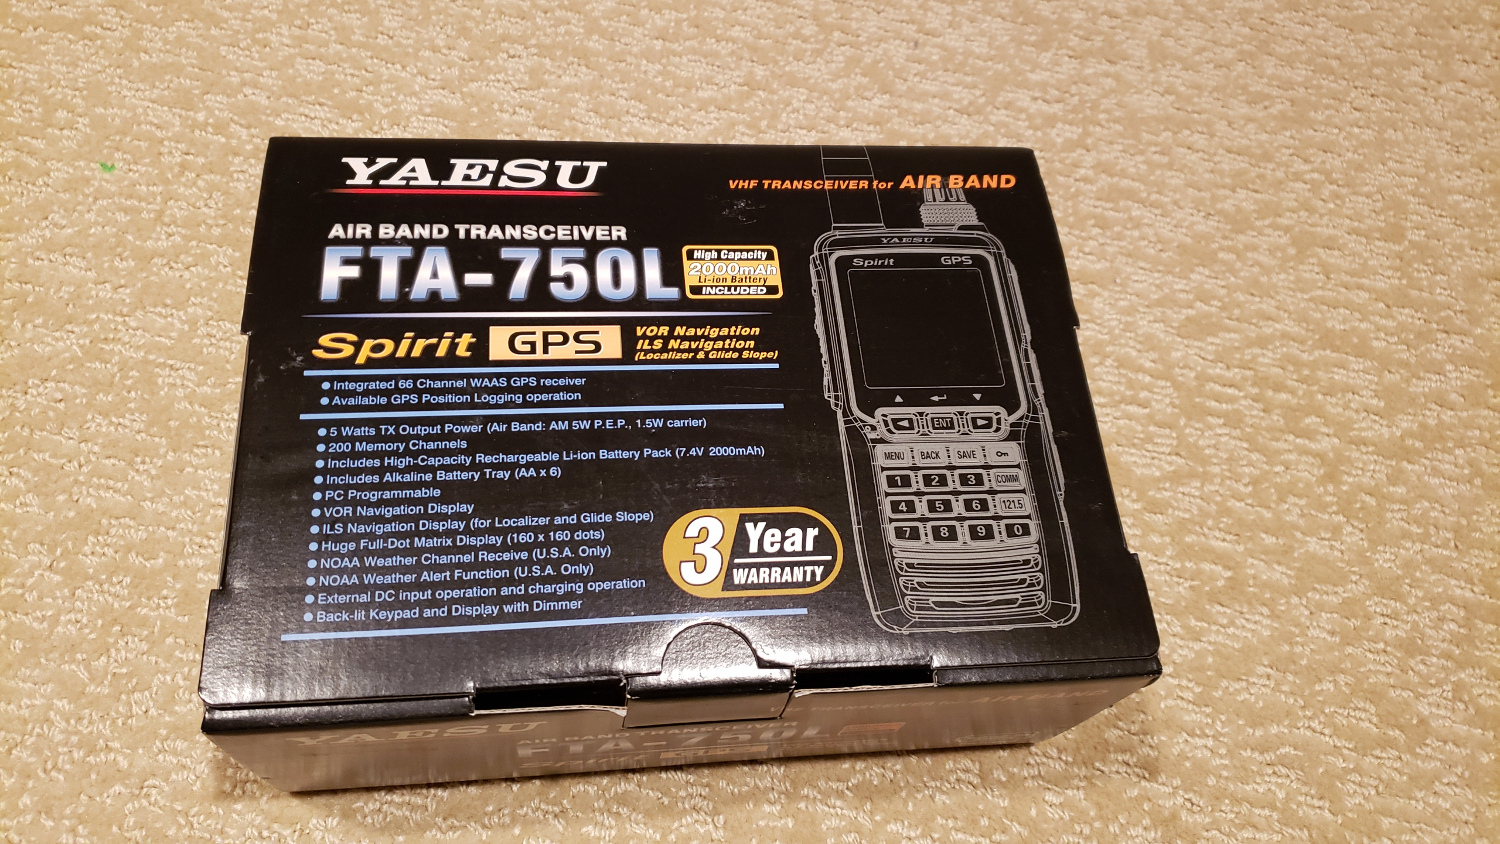 YAESU
VHF TRANSCEIVER for AIR BAND
AIR BAND TRANSCEIVER
FTA-750L
High Capacity
2000mAh
Li-ion Battery
INCLUDED
Spirit GPS
VOR Navigation
ILS Navigation
(Localizer & Glide Slope)
● Integrated 66 Channel WAAS GPS receiver
● Available GPS Position Logging operation
● 5 Watts TX Output Power (Air Band: AM 5W P.E.P., 1.5W carrier)
● 200 Memory Channels
● Includes High-Capacity Rechargeable Li-ion Battery Pack (7.4V 2000mAh)
● Includes Alkaline Battery Tray (AA x 6)
● PC Programmable
● VOR Navigation Display
● ILS Navigation Display (for Localizer and Glide Slope)
● Huge Full-Dot Matrix Display (160 x 160 dots)
● NOAA Weather Channel Receive (U.S.A. Only)
● NOAA Weather Alert Function (U.S.A. Only)
● External DC input operation and charging operation
● Back-lit Keypad and Display with Dimmer
3 Year
WARRANTY
YAESU
Spirit GPS
ENT
MENU BACK SAVE
1 2 3 COMM
4 5 6 121.5
7 8 9 0
YAESU
AIR BAND TRANSCEIVER
FTA-750L